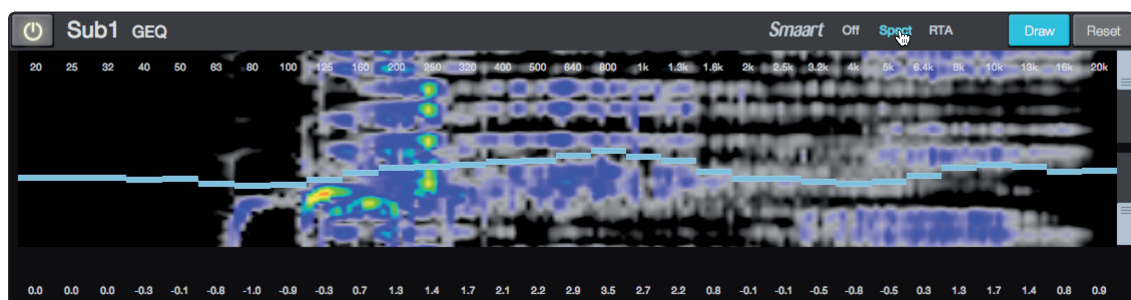 Sub1 GEQ Smaart Off Spect RTA Draw Reset
20 25 32 40 50 63 80 100 125 160 200 250 320 400 500 640 800 1k 1.3k 1.6k 2k 2.5k 3.2k 4k 5k 6.4k 8k 10k 13k 16k 20k
0.0 0.0 0.0 -0.3 -0.1 -0.8 -1.0 -0.9 -0.3 0.7 1.3 1.4 1.7 2.1 2.2 2.9 3.5 2.7 2.2 0.8 -0.1 -0.1 -0.5 -0.8 -0.5 0.3 1.3 1.7 1.4 0.8 0.9